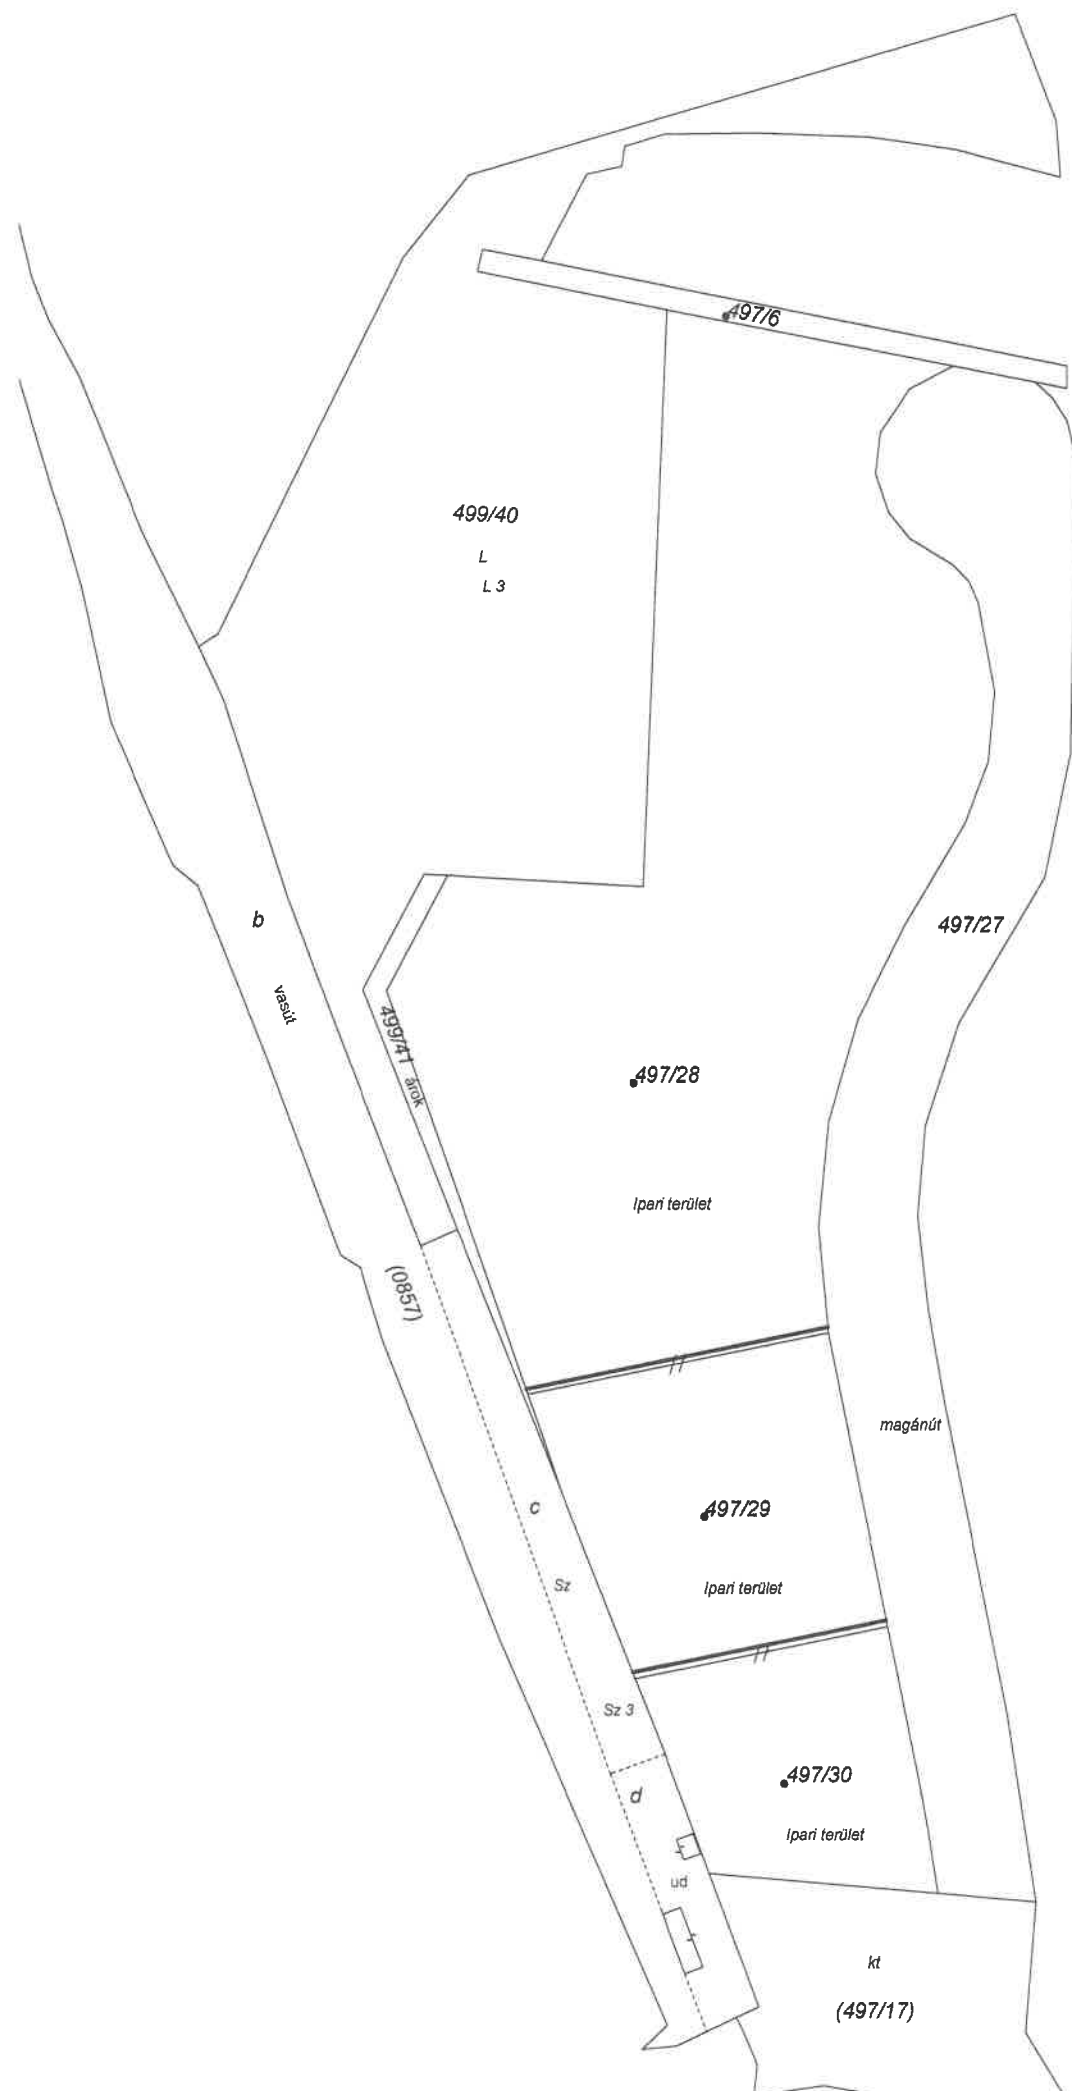 497/6
499/40
L
L 3
b
497/27
vasút
499/41 árok
497/28
Ipari terület
(0857)
magánút
c
497/29
Sz
Ipari terület
Sz 3
d
497/30
Ipari terület
ud
kt
(497/17)